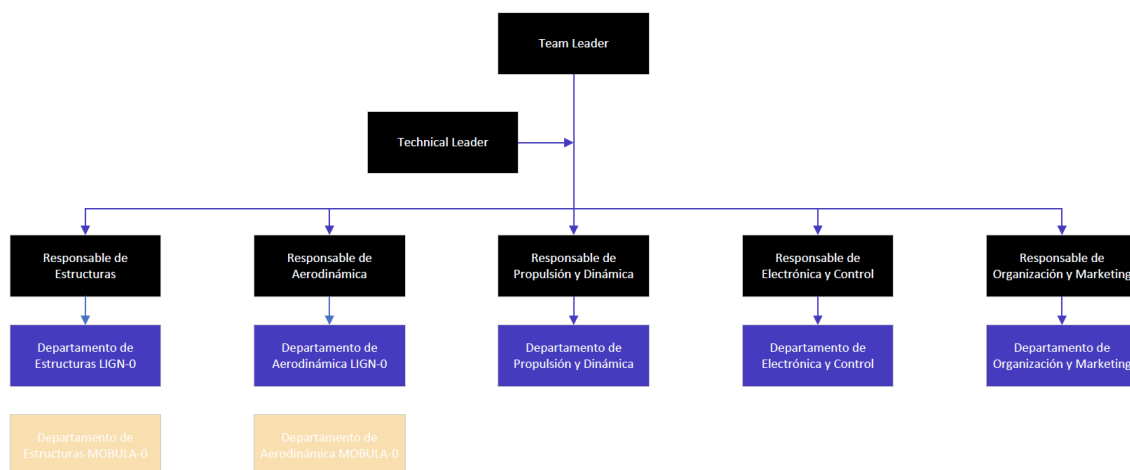 Team Leader
Technical Leader
Responsable de
Estructuras
Responsable de
Aerodinámica
Responsable de
Propulsión y Dinámica
Responsable de
Electrónica y Control
Responsable de
Organización y Marketing
Departamento de
Estructuras LIGN-0
Departamento de
Aerodinámica LIGN-0
Departamento de
Propulsión y Dinámica
Departamento de
Electrónica y Control
Departamento de
Organización y Marketing
Departamento de
Estructuras MOBULA-0
Departamento de
Aerodinámica MOBULA-0